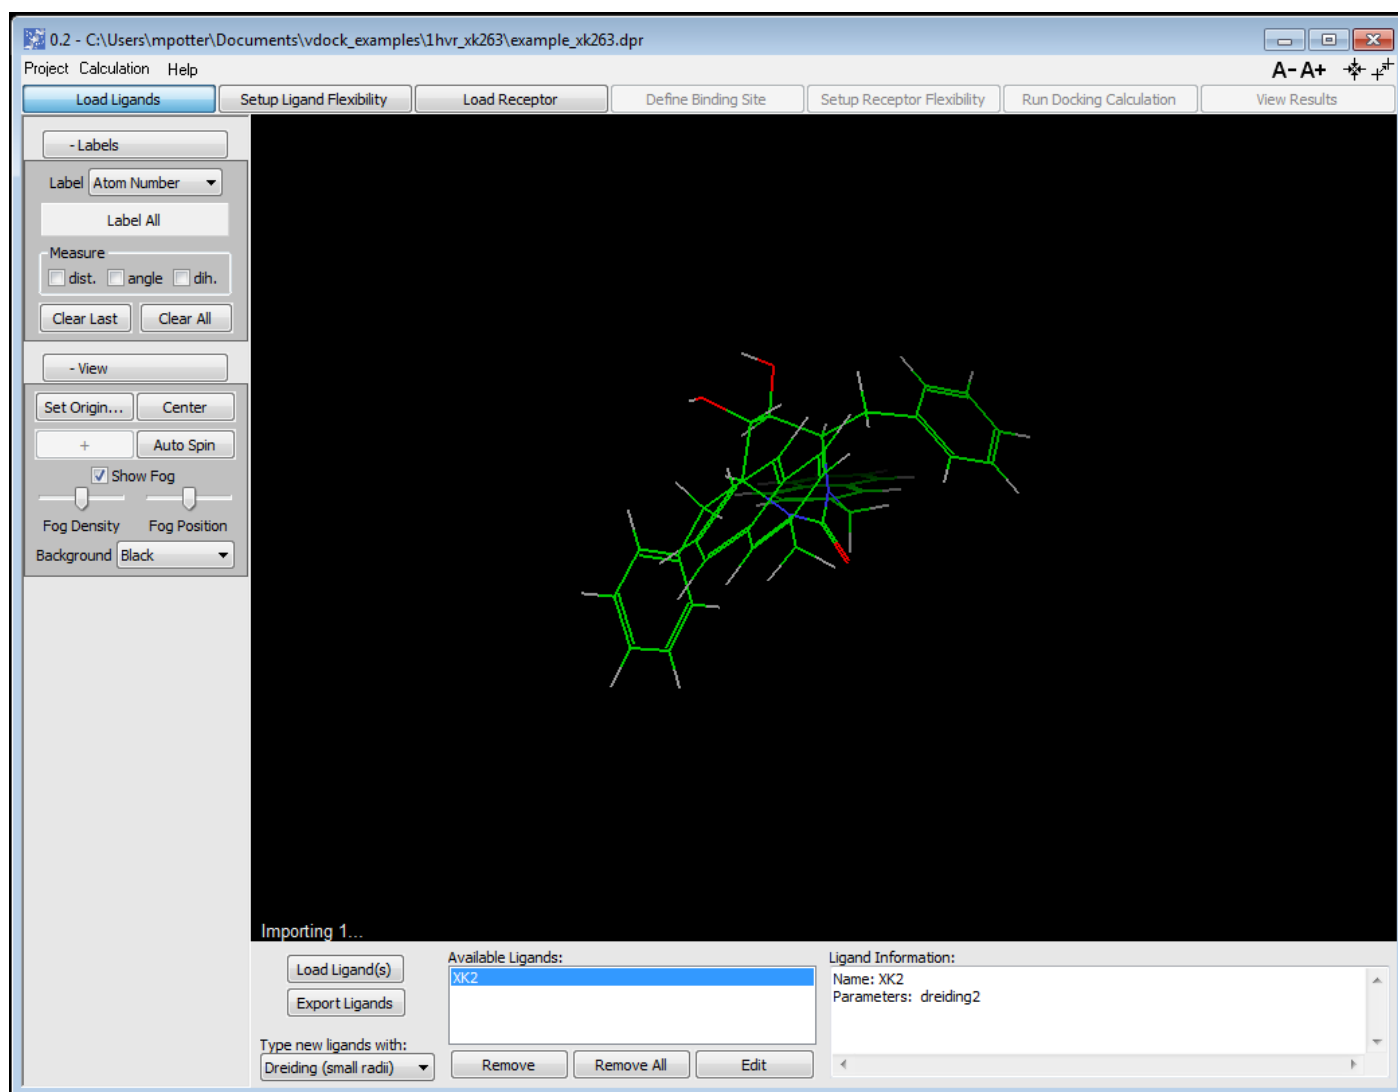 0.2 - C:\Users\mpotter\Documents\vdock_examples\1hvr_xk263\example_xk263.dpr
Project Calculation Help
A- A+
Load Ligands Setup Ligand Flexibility Load Receptor Define Binding Site Setup Receptor Flexibility Run Docking Calculation View Results
- Labels
Label Atom Number
Label All
Measure
dist. angle dih.
Clear Last Clear All
- View
Set Origin... Center
+ Auto Spin
Show Fog
Fog Density Fog Position
Background Black
Importing 1...
Load Ligand(s)
Export Ligands
Type new ligands with:
Dreiding (small radii)
Available Ligands:
XK2
Remove Remove All Edit
Ligand Information:
Name: XK2
Parameters: dreiding2